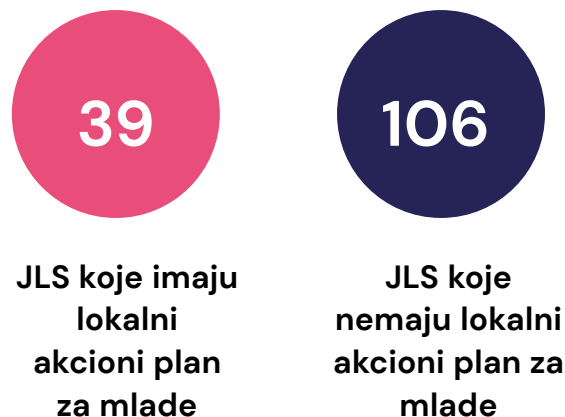 39
JLS koje imaju
lokalni
akcioni plan
za mlade
106
JLS koje
nemaju lokalni
akcioni plan za
mlade